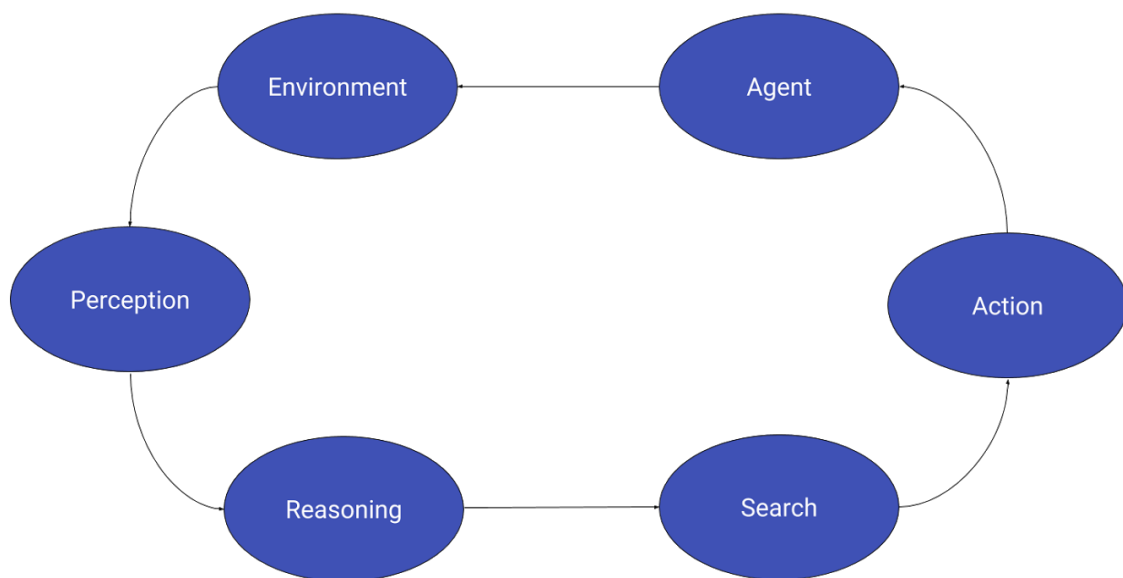 Environment
Agent
Perception
Action
Reasoning
Search